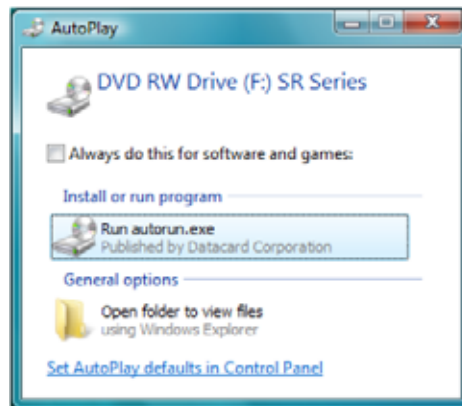 AutoPlay
DVD RW Drive (F:) SR Series
Always do this for software and games:
Install or run program
Run autorun.exe
Published by Datacard Corporation
General options
Open folder to view files
using Windows Explorer
Set AutoPlay defaults in Control Panel